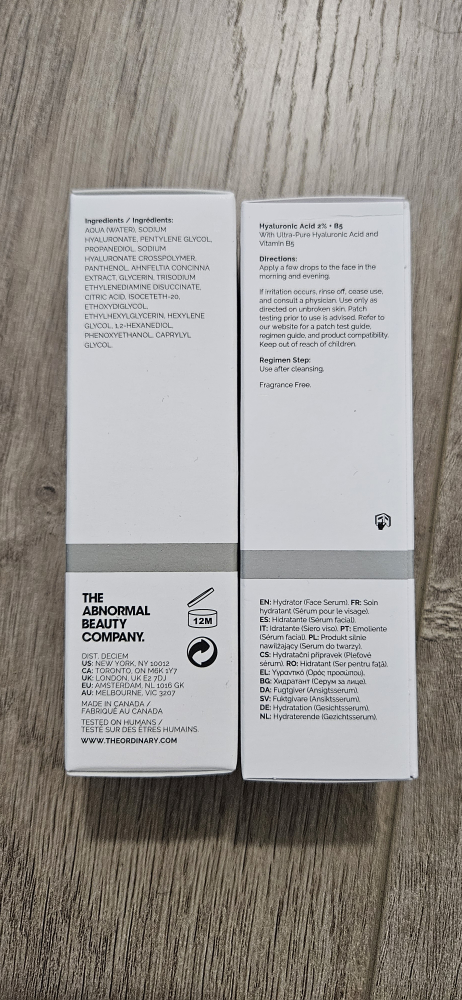 Ingredients / Ingrédients:
AQUA (WATER), SODIUM
HYALURONATE, PENTYLENE GLYCOL,
PROPANEDIOL, SODIUM
HYALURONATE CROSSPOLYMER,
PANTHENOL, AHNFELTIA CONCINNA
EXTRACT, GLYCERIN, TRISODIUM
ETHYLENEDIAMINE DISUCCINATE,
CITRIC ACID, ISOCETETH-20,
ETHOXYDIGLYCOL,
ETHYLHEXYLGLYCERIN, HEXYLENE
GLYCOL, 1,2-HEXANEDIOL,
PHENOXYETHANOL, CAPRYLYL
GLYCOL.
THE
ABNORMAL
BEAUTY
COMPANY.
12M
DIST. DECIEM
US: NEW YORK, NY 10012
CA: TORONTO, ON M6K 1Y7
UK: LONDON, UK E2 7DJ
EU: AMSTERDAM, NL 1016 GK
AU: MELBOURNE, VIC 3207
MADE IN CANADA /
FABRIQUÉ AU CANADA
TESTED ON HUMANS /
TESTÉ SUR DES ÊTRES HUMAINS.
WWW.THEORDINARY.COM
Hyaluronic Acid 2% + B5
With Ultra-Pure Hyaluronic Acid and
Vitamin B5
Directions:
Apply a few drops to the face in the
morning and evening.
If irritation occurs, rinse off, cease use,
and consult a physician. Use only as
directed on unbroken skin. Patch
testing prior to use is advised. Refer to
our website for a patch test guide,
regimen guide, and product compatibility.
Keep out of reach of children.
Regimen Step:
Use after cleansing.
Fragrance Free.
EN: Hydrator (Face Serum). FR: Soin
hydratant (Sérum pour le visage).
ES: Hidratante (Sérum facial).
IT: Idratante (Siero viso). PT: Emoliente
(Sérum facial). PL: Produkt silnie
nawilżający (Serum do twarzy).
CS: Hydratační přípravek (Pleťové
sérum). RO: Hidratant (Ser pentru față).
EL: Υγραντικό (Ορός προσώπου).
BG: Хидратант (Серум за лице).
DA: Fugtgiver (Ansigtsserum).
SV: Fuktgivare (Ansiktsserum).
DE: Hydratation (Gesichtsserum).
NL: Hydraterende (Gezichtsserum).